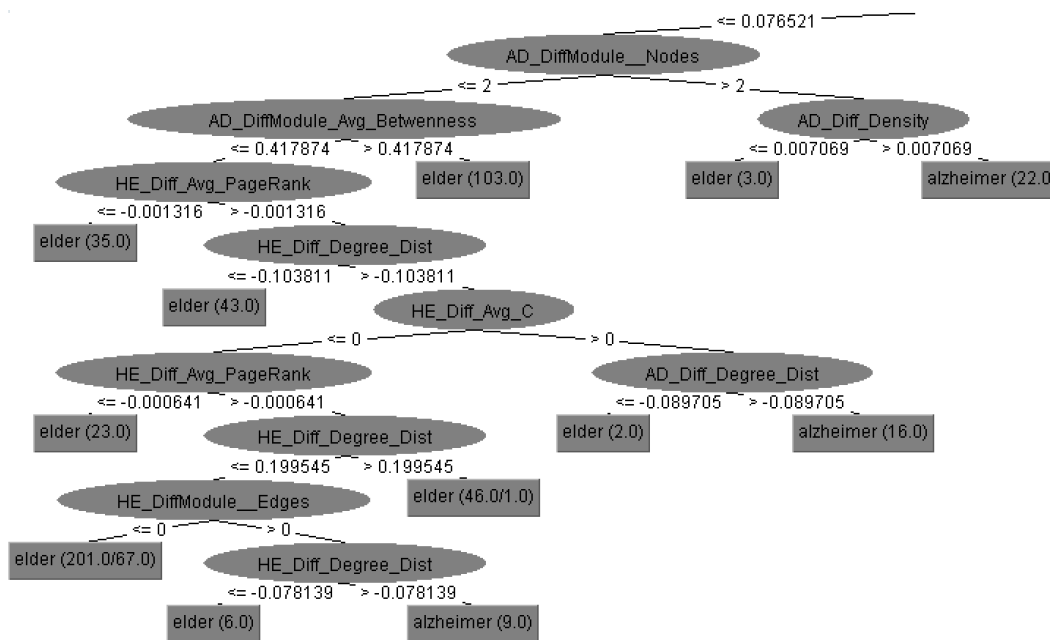 <= 0.076521
AD_DiffModule__Nodes
<= 2 > 2
AD_DiffModule_Avg_Betwenness AD_Diff_Density
<= 0.417874 > 0.417874 <= 0.007069 > 0.007069
HE_Diff_Avg_PageRank elder (103.0) elder (3.0) alzheimer (22.0
<= -0.001316 > -0.001316
elder (35.0) HE_Diff_Degree_Dist
<= -0.103811 > -0.103811
elder (43.0) HE_Diff_Avg_C
<= 0 > 0
HE_Diff_Avg_PageRank AD_Diff_Degree_Dist
<= -0.000641 > -0.000641 <= -0.089705 > -0.089705
elder (23.0) HE_Diff_Degree_Dist elder (2.0) alzheimer (16.0)
<= 0.199545 > 0.199545
HE_DiffModule__Edges elder (46.0/1.0)
<= 0 > 0
elder (201.0/67.0) HE_Diff_Degree_Dist
<= -0.078139 > -0.078139
elder (6.0) alzheimer (9.0)